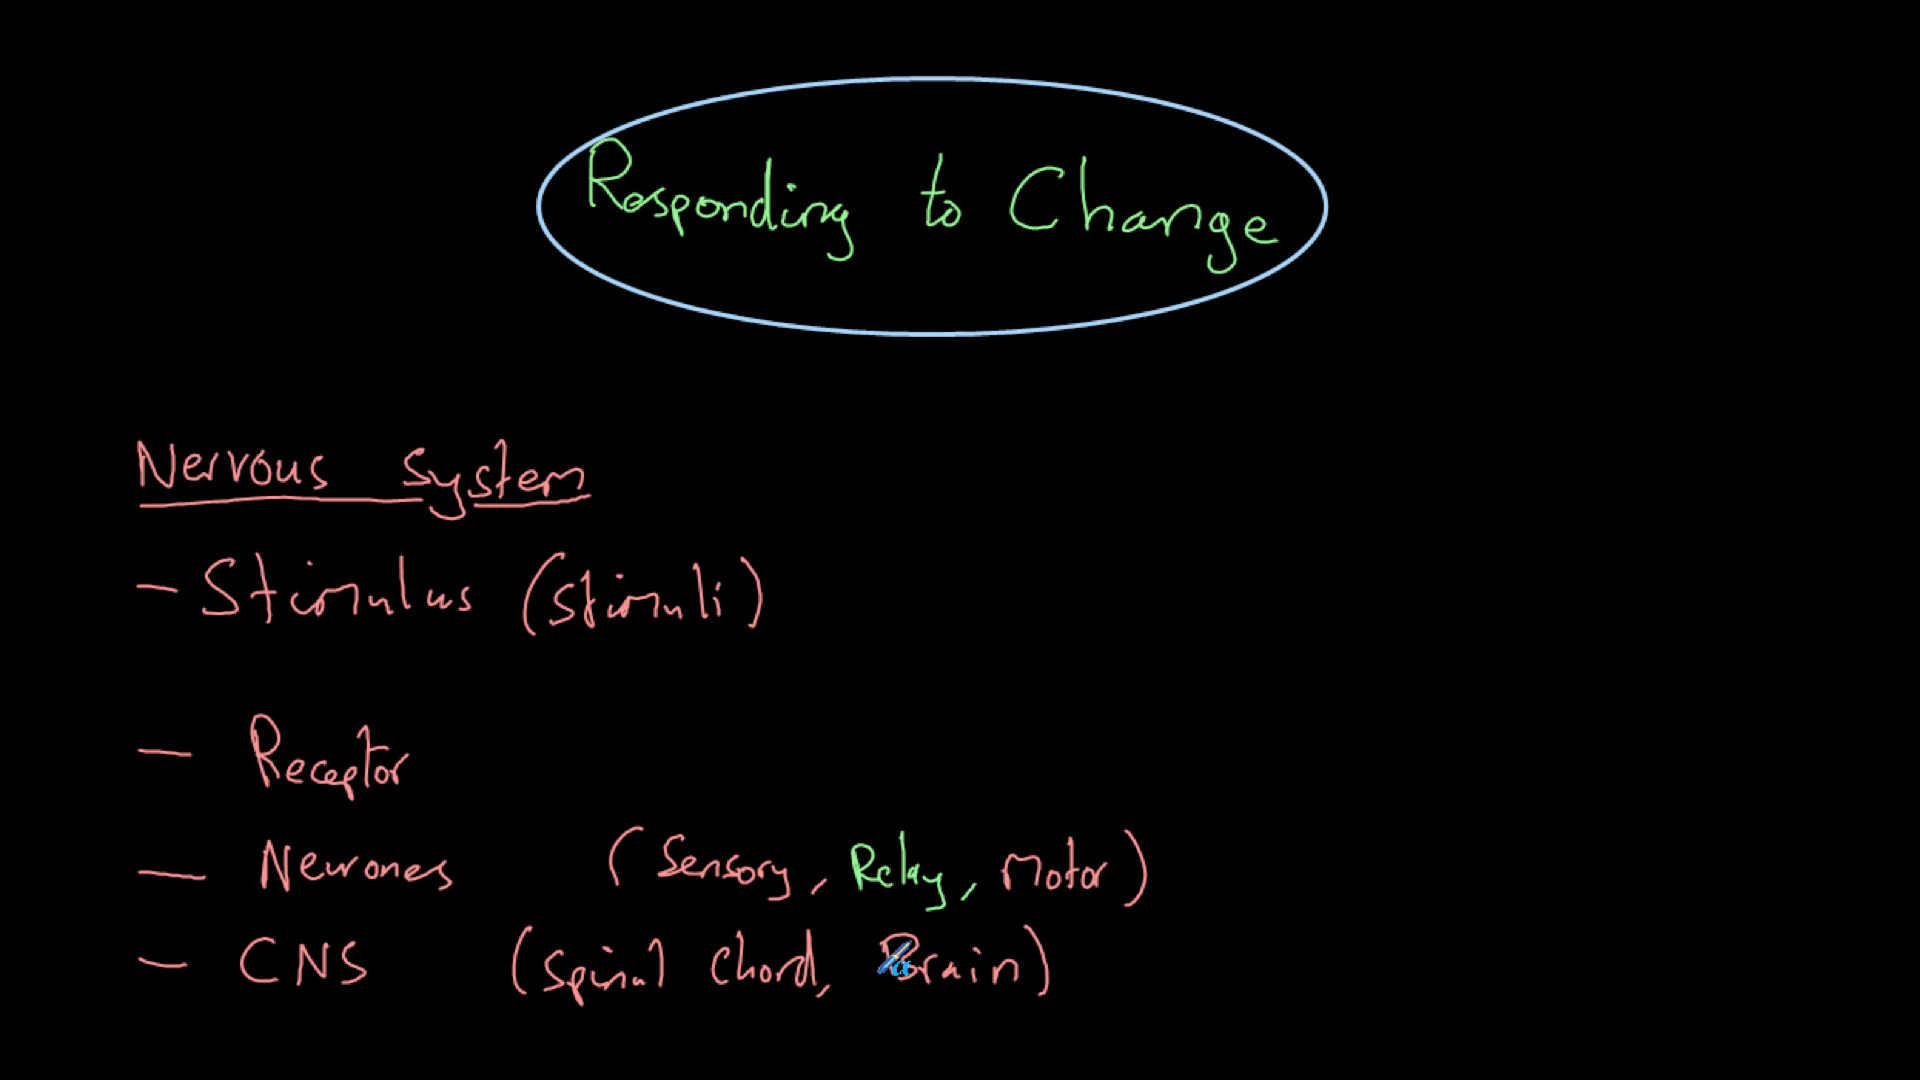 Responding to Change
Nervous system
- Stimulus (stimuli)
- Receptor
- Neurones (Sensory, Relay, Motor)
- CNS (spinal chord, Brain)